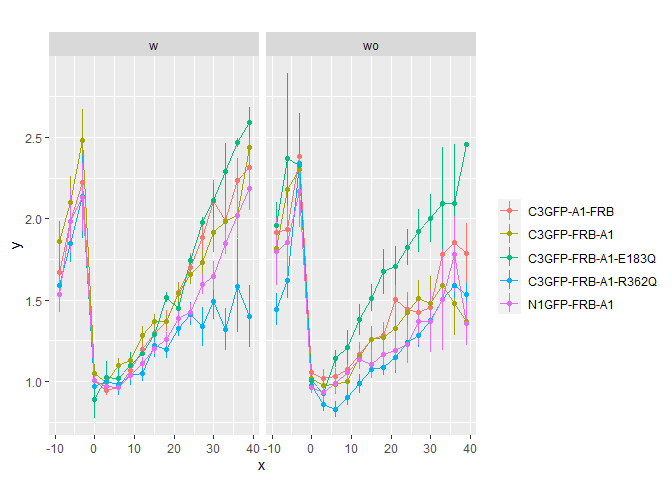 w
wo
2.5
2.0
1.5
1.0
y
-10 0 10 20 30 40
-10 0 10 20 30 40
x
C3GFP-A1-FRB
C3GFP-FRB-A1
C3GFP-FRB-A1-E183Q
C3GFP-FRB-A1-R362Q
N1GFP-FRB-A1